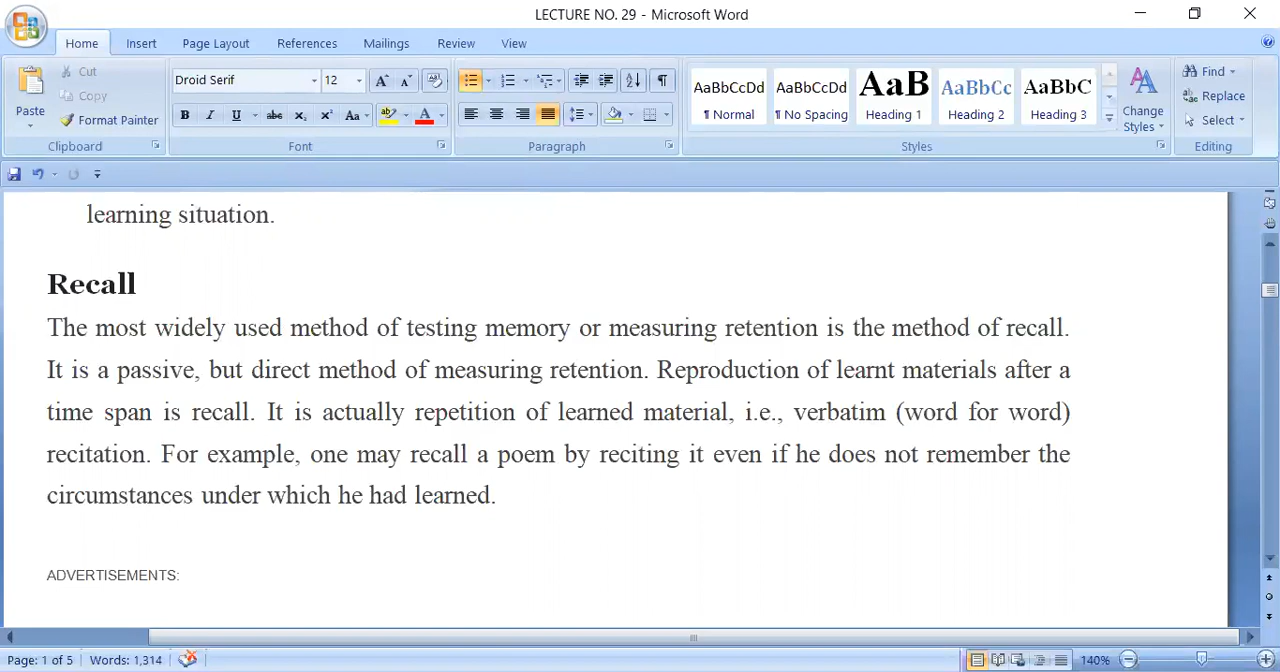 LECTURE NO. 29 - Microsoft Word
Home Insert Page Layout References Mailings Review View
Paste
Cut
Copy
Format Painter
Clipboard
Droid Serif 12
Font
Paragraph
AaBbCcDd AaBbCcDd AaB AaBbCc AaBbC
¶ Normal ¶ No Spacing Heading 1 Heading 2 Heading 3
Change
Styles
Styles
Find
Replace
Select
Editing
learning situation.
Recall
The most widely used method of testing memory or measuring retention is the method of recall.
It is a passive, but direct method of measuring retention. Reproduction of learnt materials after a
time span is recall. It is actually repetition of learned material, i.e., verbatim (word for word)
recitation. For example, one may recall a poem by reciting it even if he does not remember the
circumstances under which he had learned.
ADVERTISEMENTS:
Page: 1 of 5 Words: 1,314 140%